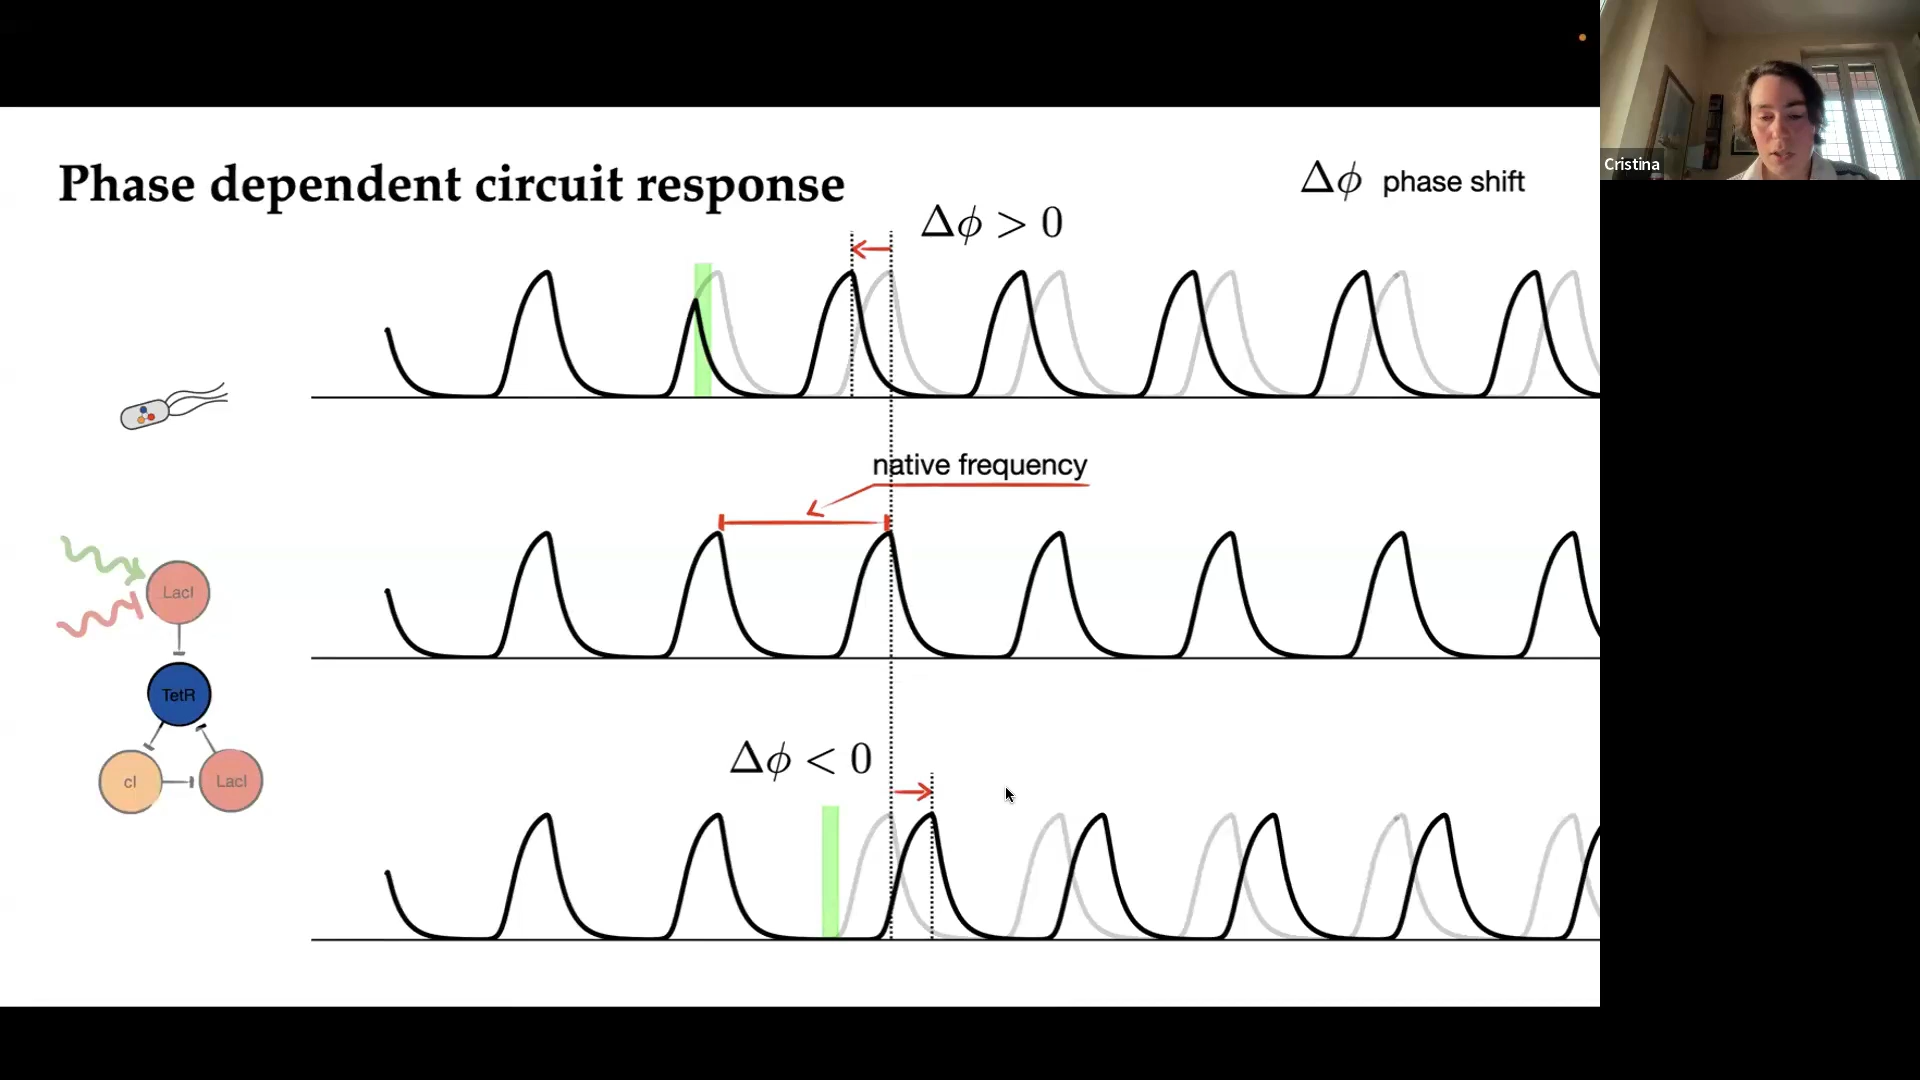 Phase dependent circuit response
Δϕ phase shift
Δϕ > 0
native frequency
LacI
TetR
cI
LacI
Δϕ < 0
Cristina